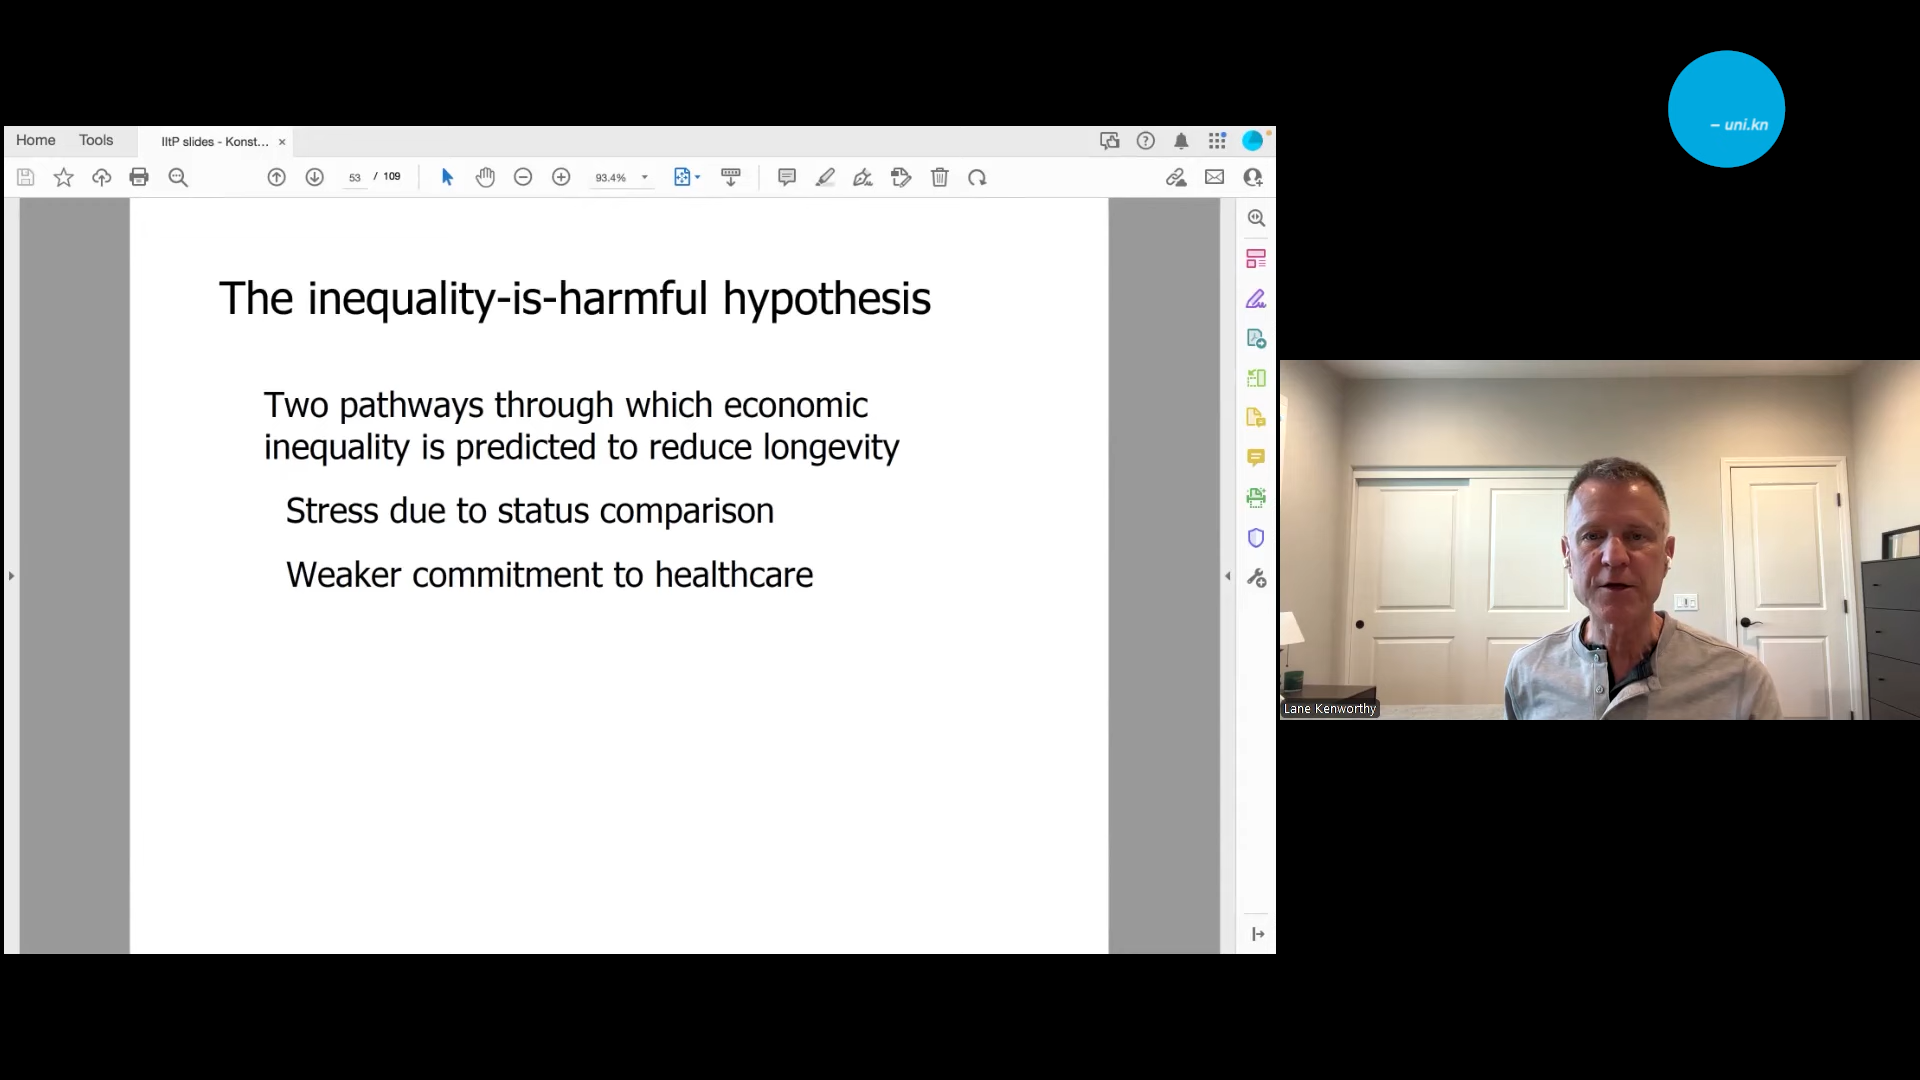 – uni.kn
Home
Tools
IItP slides - Konst... ×
53 / 109
93.4%
The inequality-is-harmful hypothesis
Two pathways through which economic
inequality is predicted to reduce longevity
Stress due to status comparison
Weaker commitment to healthcare
Lane Kenworthy